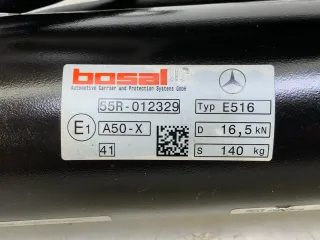 bosal
Automotive Carrier and Protection Systems GmbH
55R-012329 Typ E516
E1 A50-X D 16,5 kN
41 S 140 kg